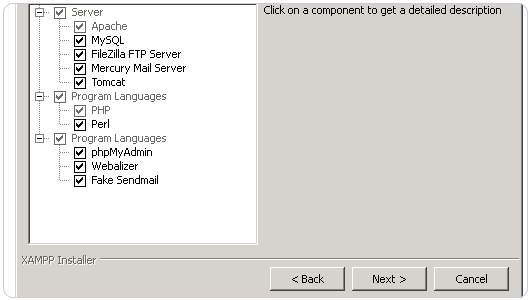 Server
Click on a component to get a detailed description
Apache
MySQL
FileZilla FTP Server
Mercury Mail Server
Tomcat
Program Languages
PHP
Perl
Program Languages
phpMyAdmin
Webalizer
Fake Sendmail
XAMPP Installer
< Back
Next >
Cancel